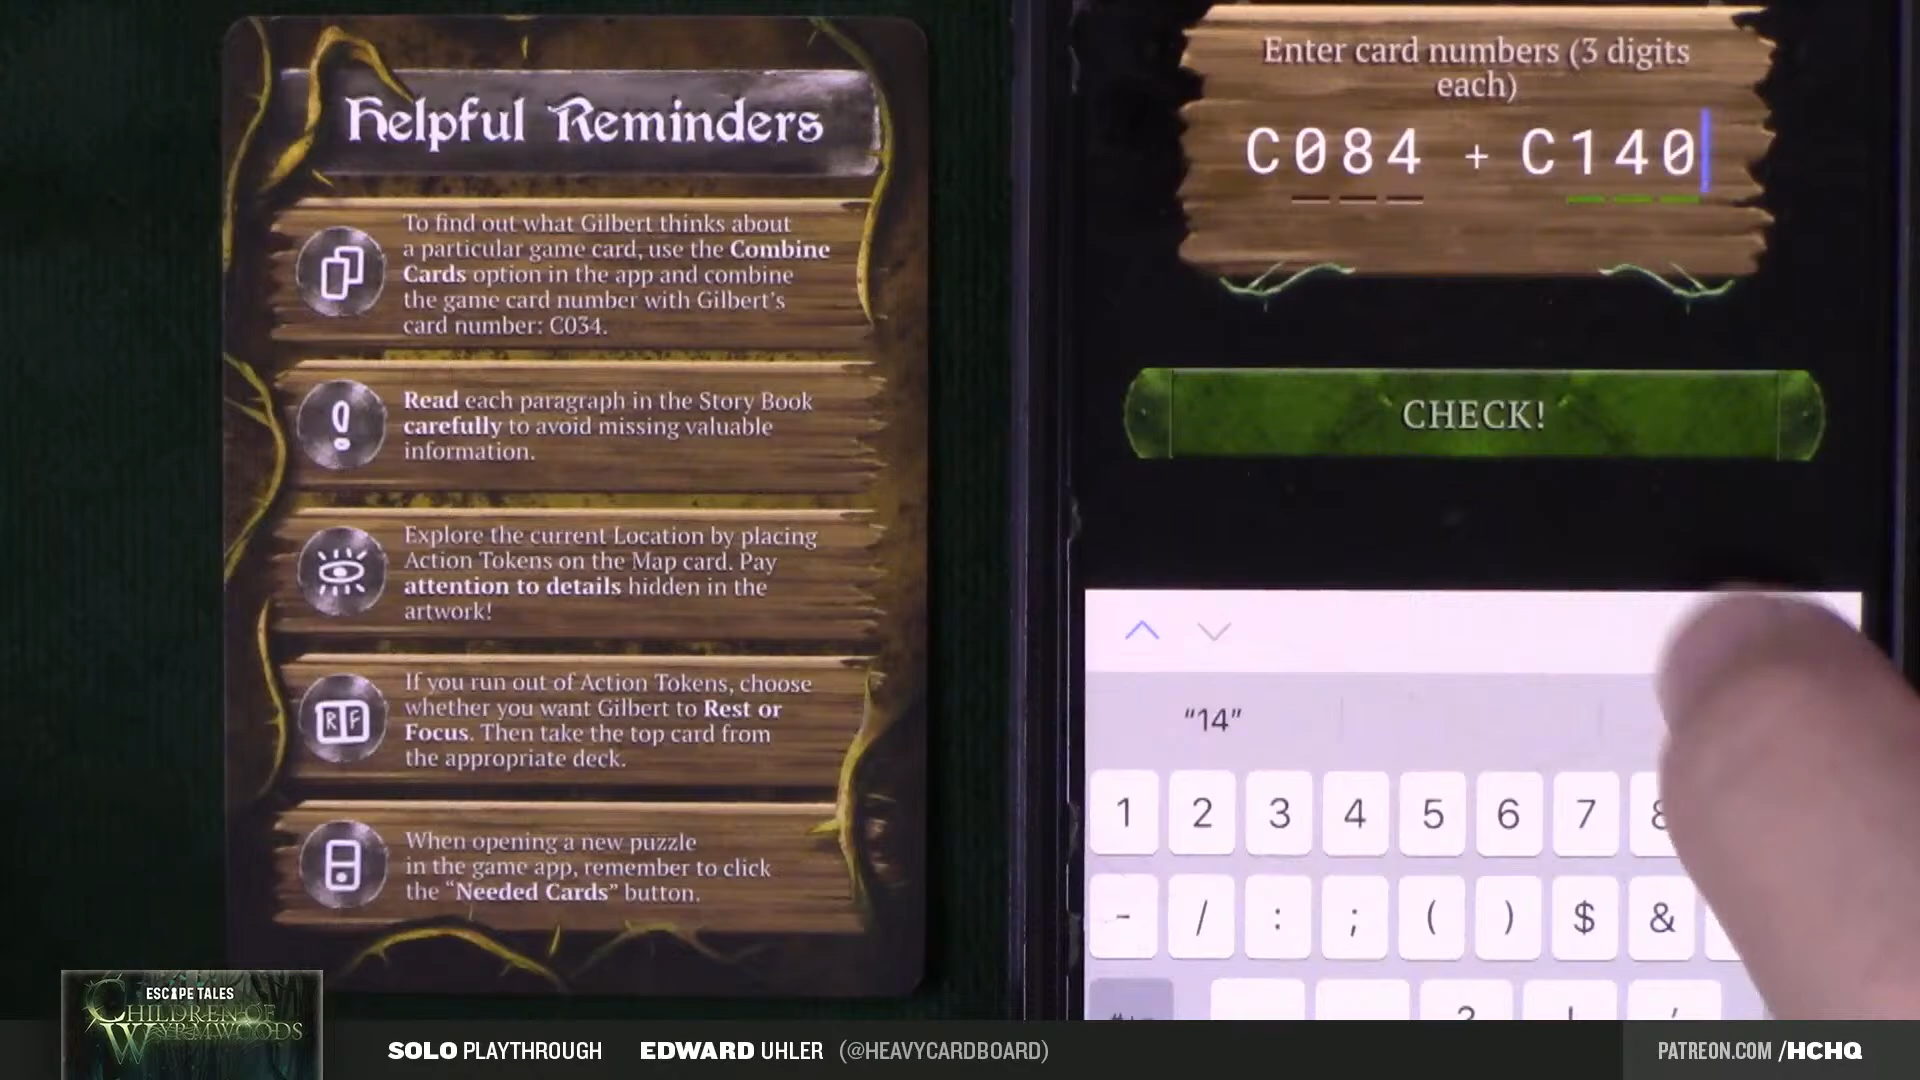 Helpful Reminders
To find out what Gilbert thinks about
a particular game card, use the Combine
Cards option in the app and combine
the game card number with Gilbert's
card number: C034.
Read each paragraph in the Story Book
carefully to avoid missing valuable
information.
Explore the current Location by placing
Action Tokens on the Map card. Pay
attention to details hidden in the
artwork!
R F
If you run out of Action Tokens, choose
whether you want Gilbert to Rest or
Focus. Then take the top card from
the appropriate deck.
When opening a new puzzle
in the game app, remember to click
the "Needed Cards" button.
Enter card numbers (3 digits
each)
C084 + C140
CHECK!
"14"
1 2 3 4 5 6 7 8
- / : ; ( ) $ &
ESCAPE TALES
CHILDREN OF
WYRMWOODS
SOLO PLAYTHROUGH EDWARD UHLER (@HEAVYCARDBOARD)
PATREON.COM /HCHQ